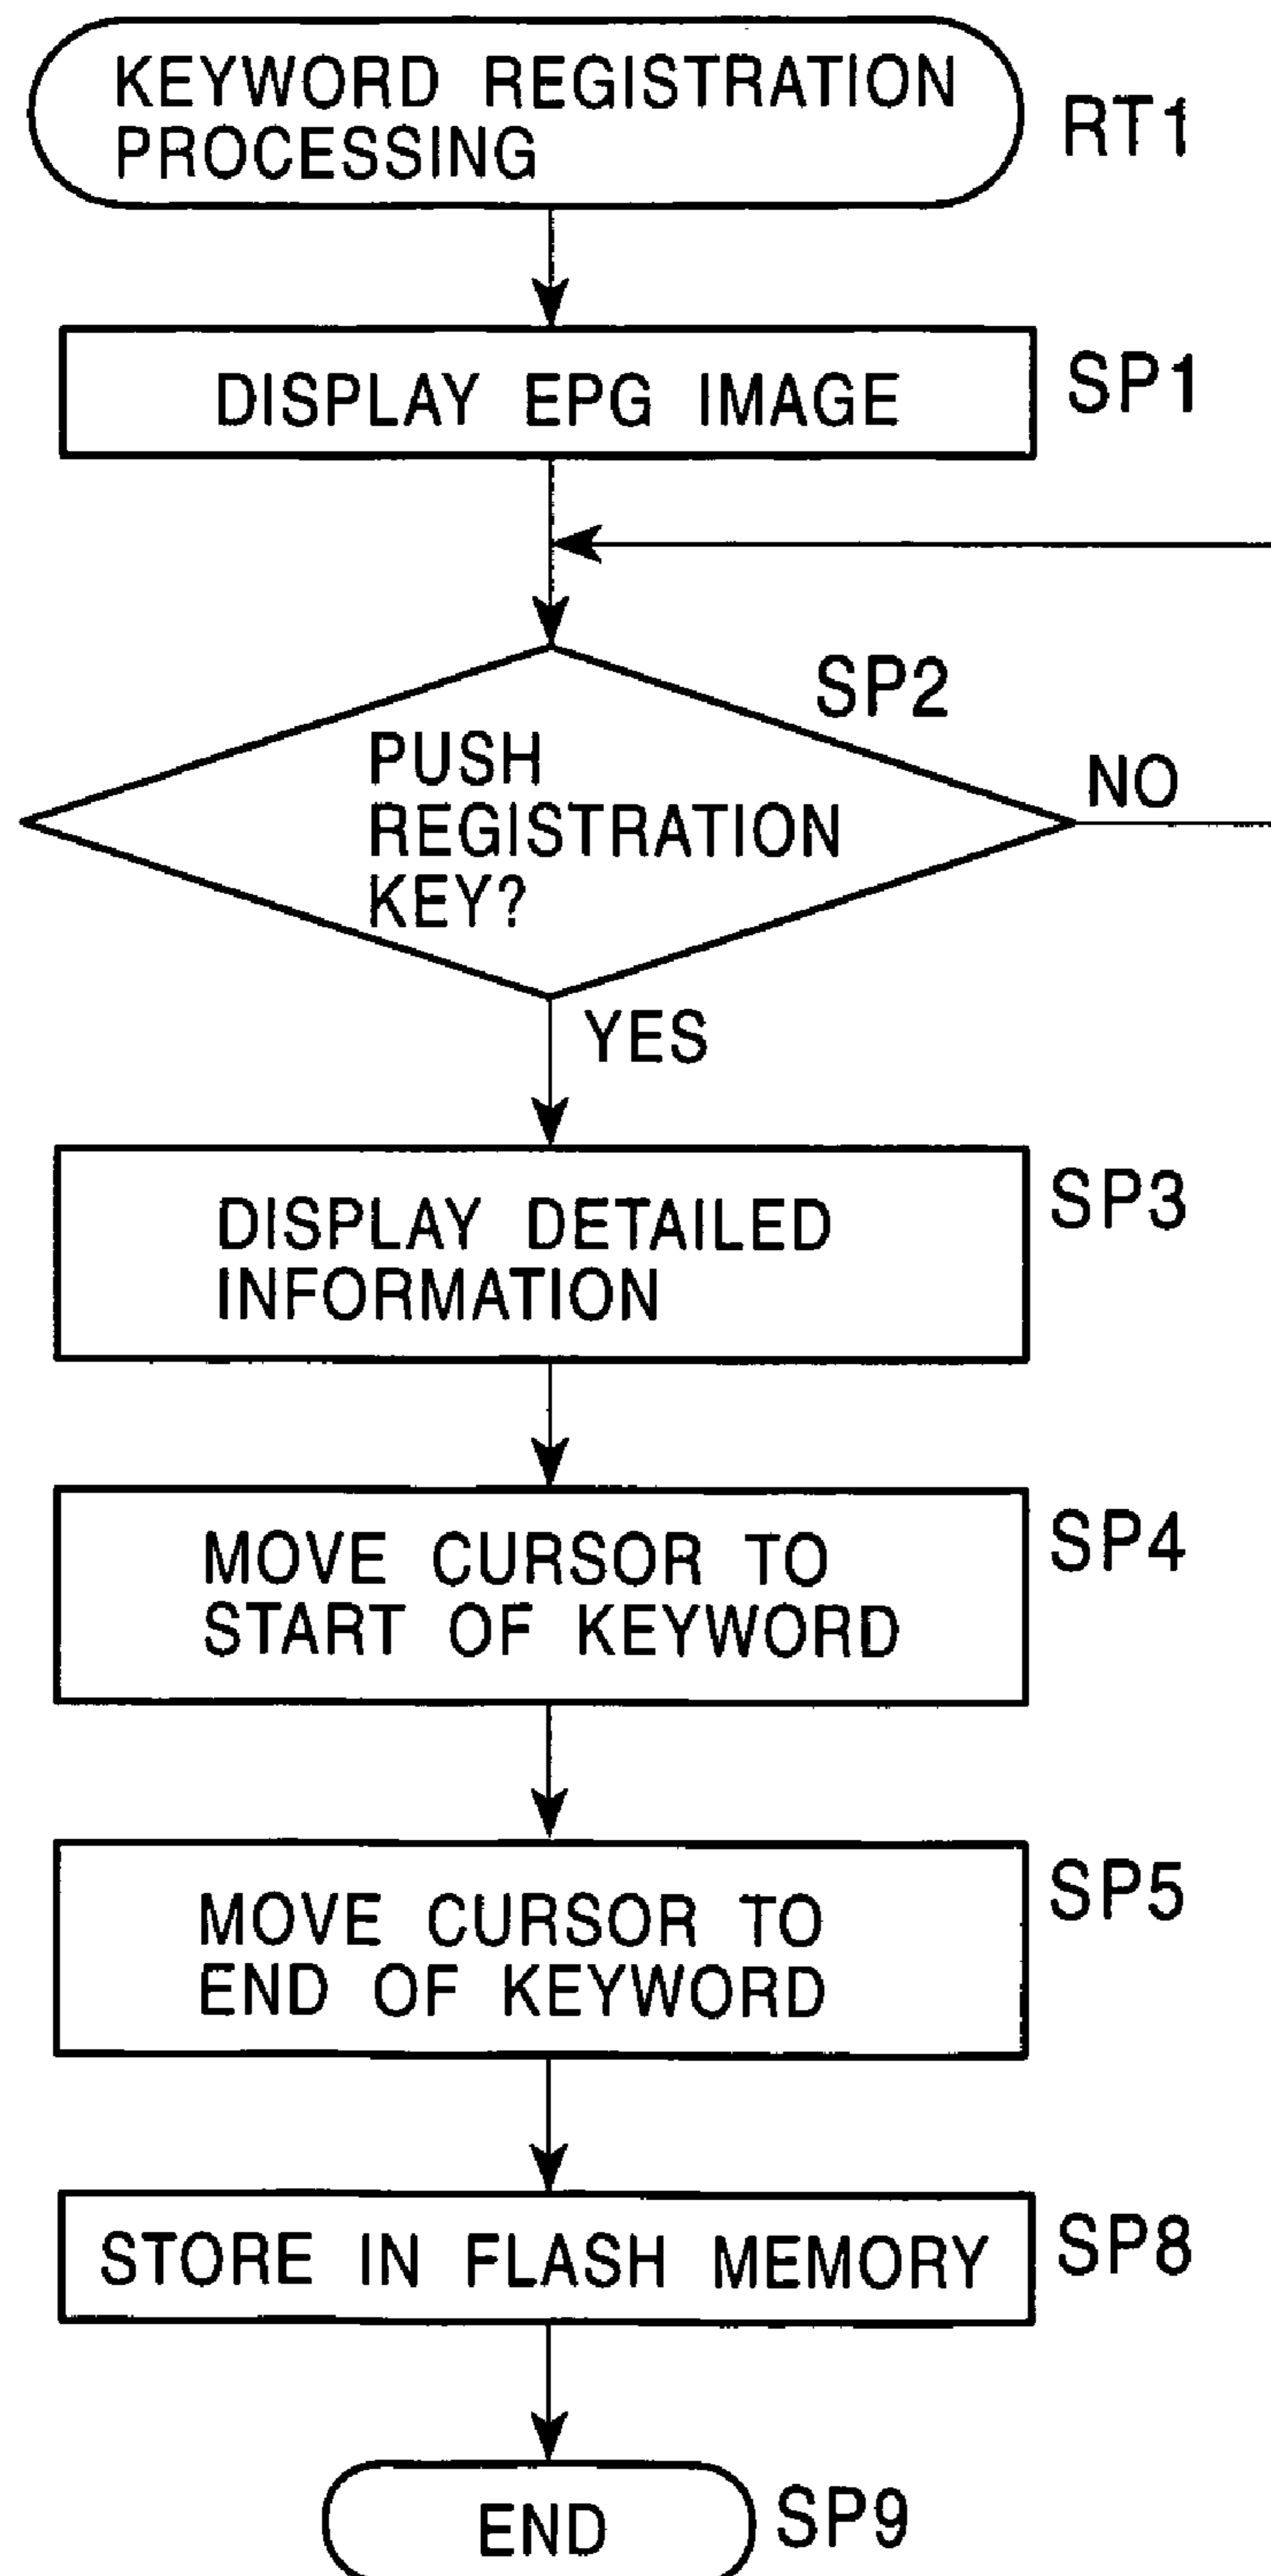 KEYWORD REGISTRATION
PROCESSING
RT1
DISPLAY EPG IMAGE
SP1
SP2
PUSH
REGISTRATION
KEY?
NO
YES
DISPLAY DETAILED
INFORMATION
SP3
MOVE CURSOR TO
START OF KEYWORD
SP4
MOVE CURSOR TO
END OF KEYWORD
SP5
STORE IN FLASH MEMORY
SP8
END
SP9